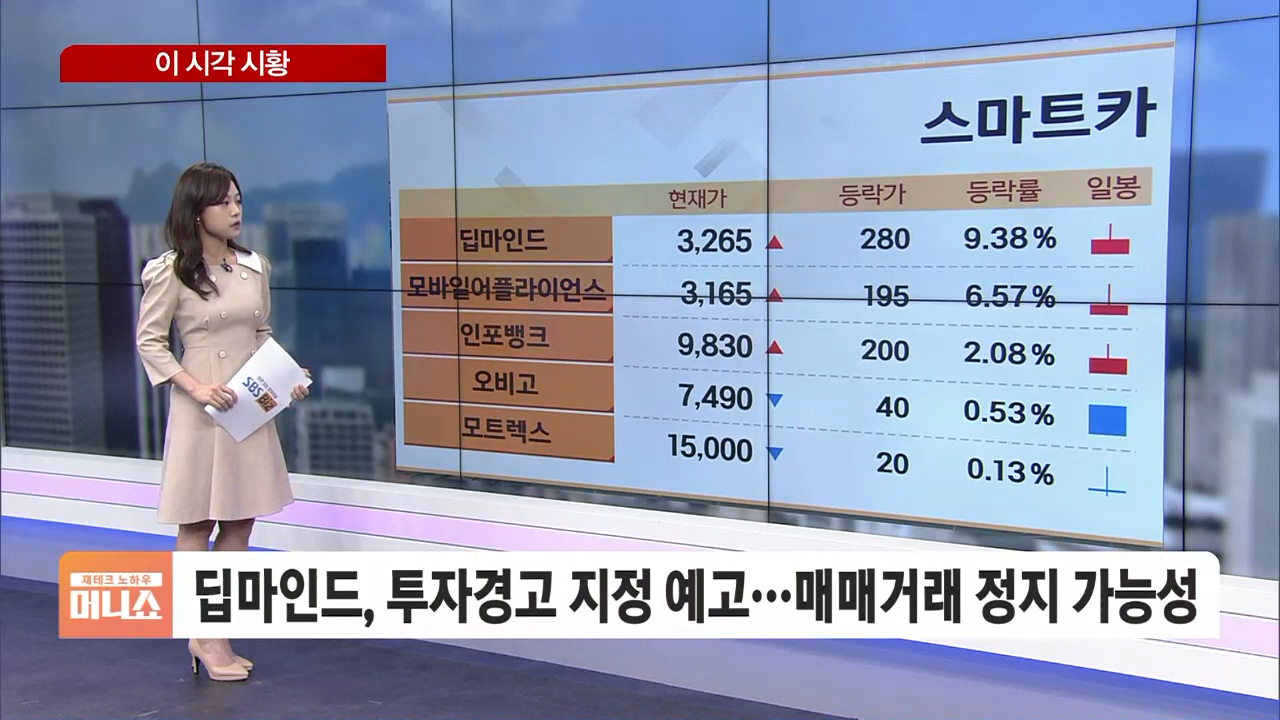 이 시각 시황
스마트카
현재가 등락가 등락률 일봉
딥마인드 3,265 ▲ 280 9.38%
모바일어플라이언스 3,165 ▲ 195 6.57%
인포뱅크 9,830 ▲ 200 2.08%
오비고 7,490 ▼ 40 0.53%
모트렉스 15,000 ▼ 20 0.13%
SBS Biz
재테크 노하우
머니쇼
딥마인드, 투자경고 지정 예고…매매거래 정지 가능성